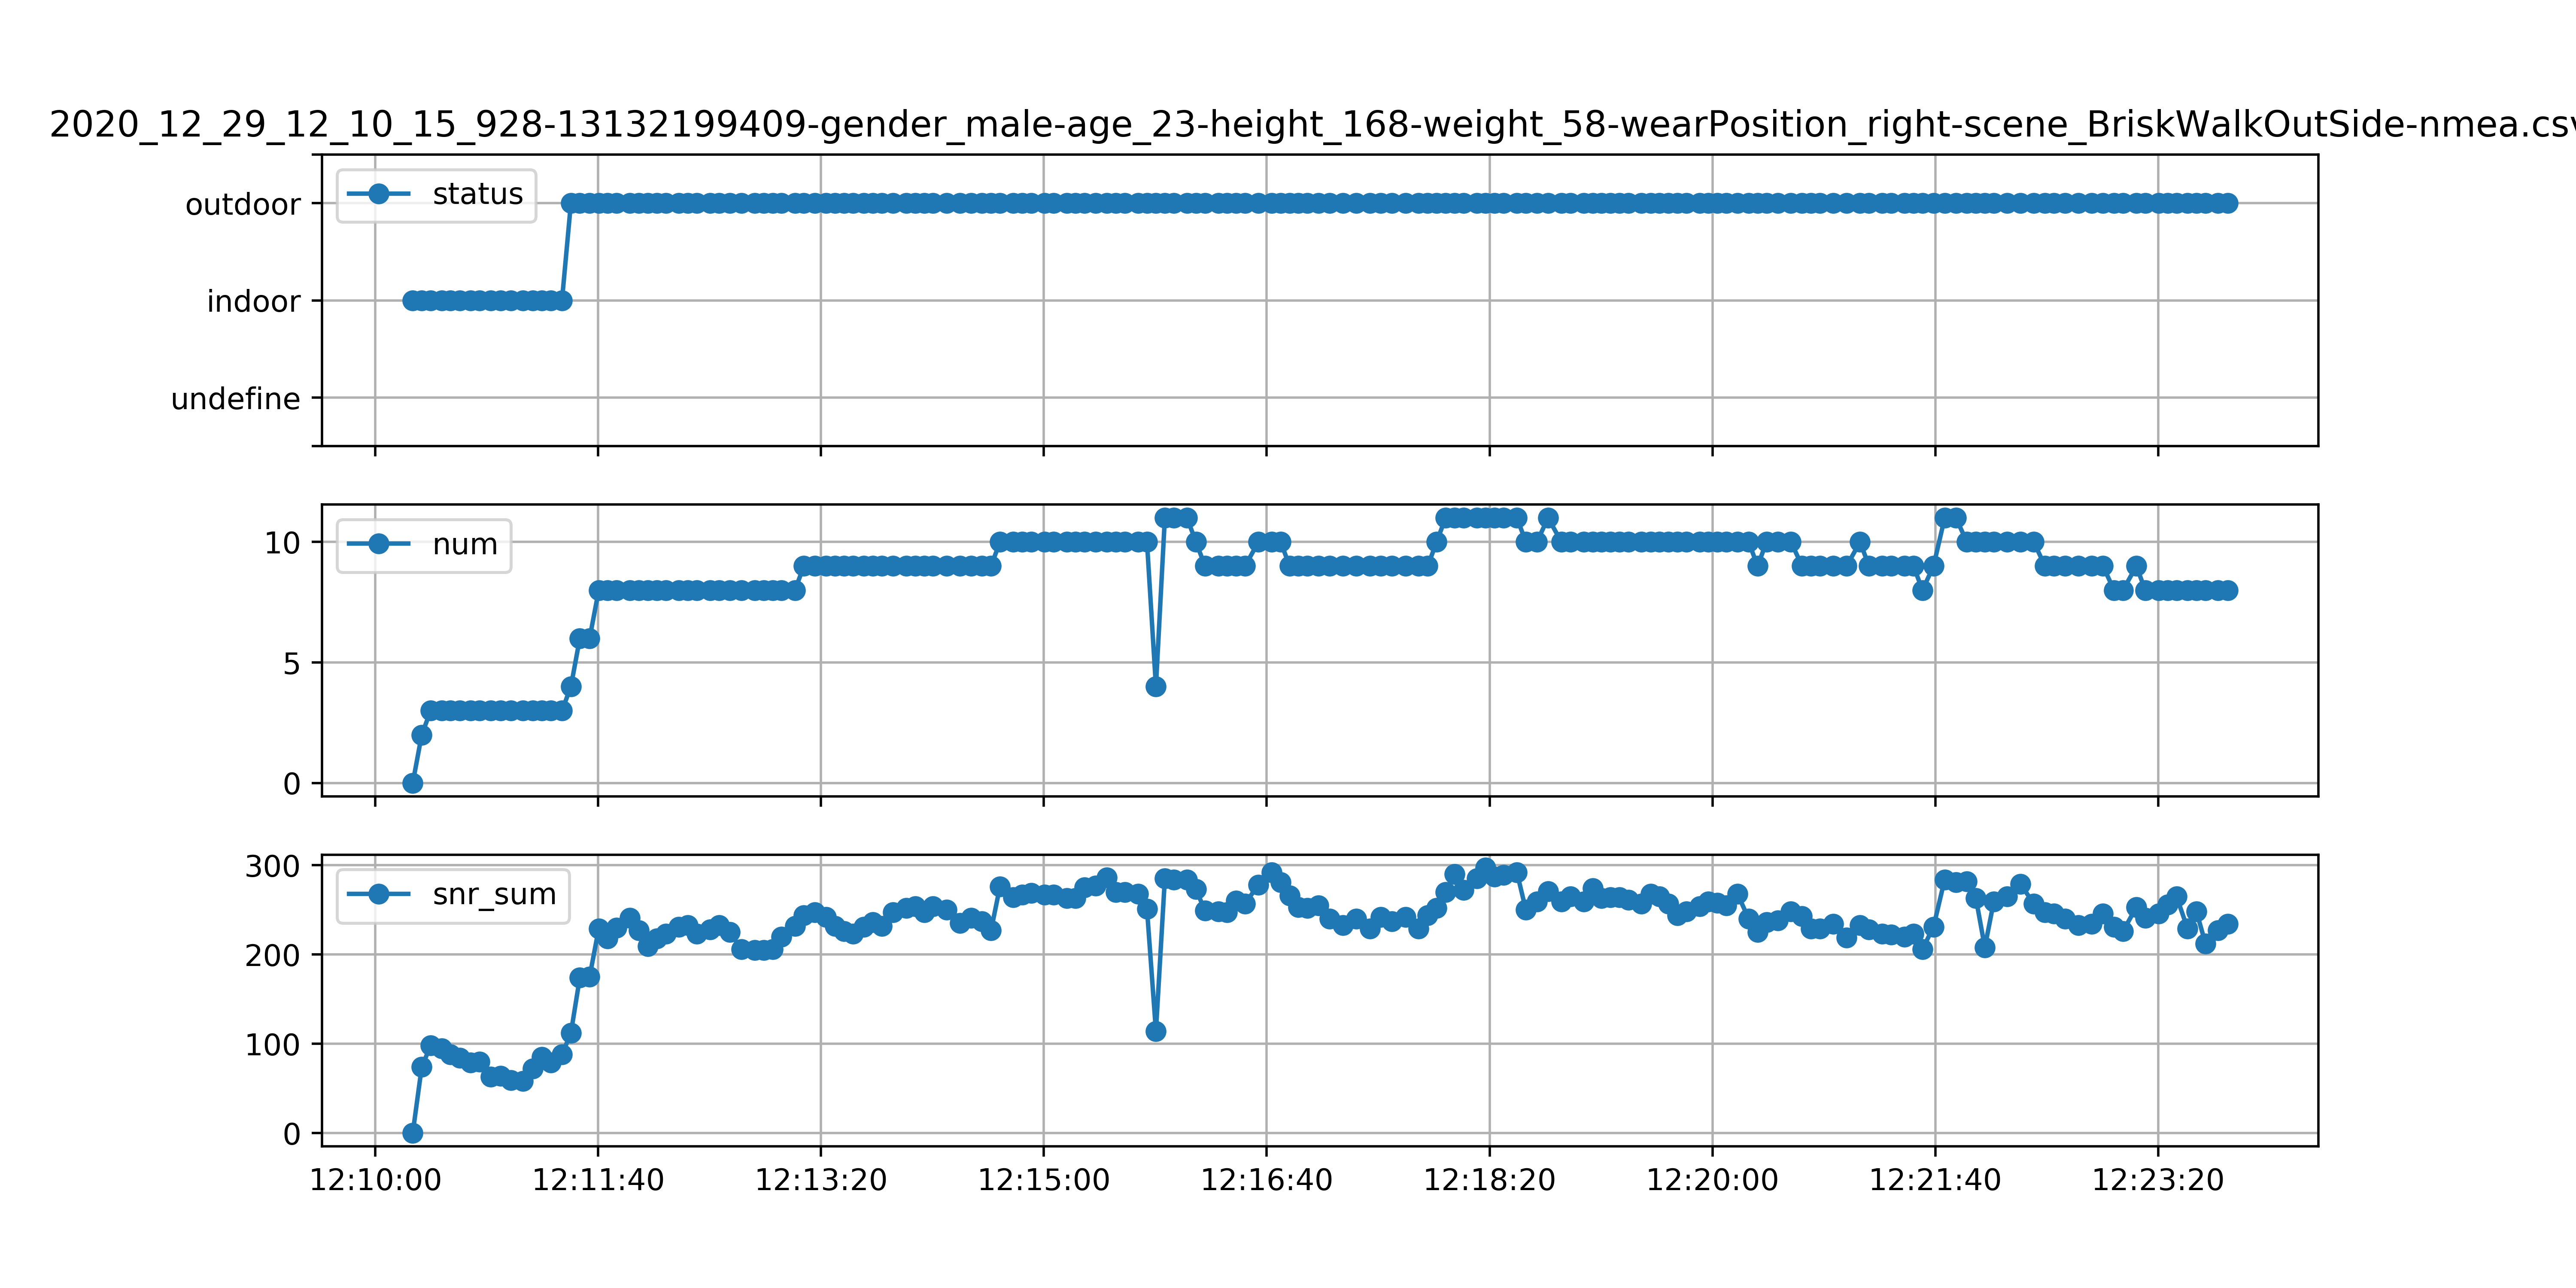 2020_12_29_12_10_15_928-13132199409-gender_male-age_23-height_168-weight_58-wearPosition_right-scene_BriskWalkOutSide-nmea.csv
status
outdoor
indoor
undefine
num
10
5
0
snr_sum
300
200
100
0
12:10:00 12:11:40 12:13:20 12:15:00 12:16:40 12:18:20 12:20:00 12:21:40 12:23:20